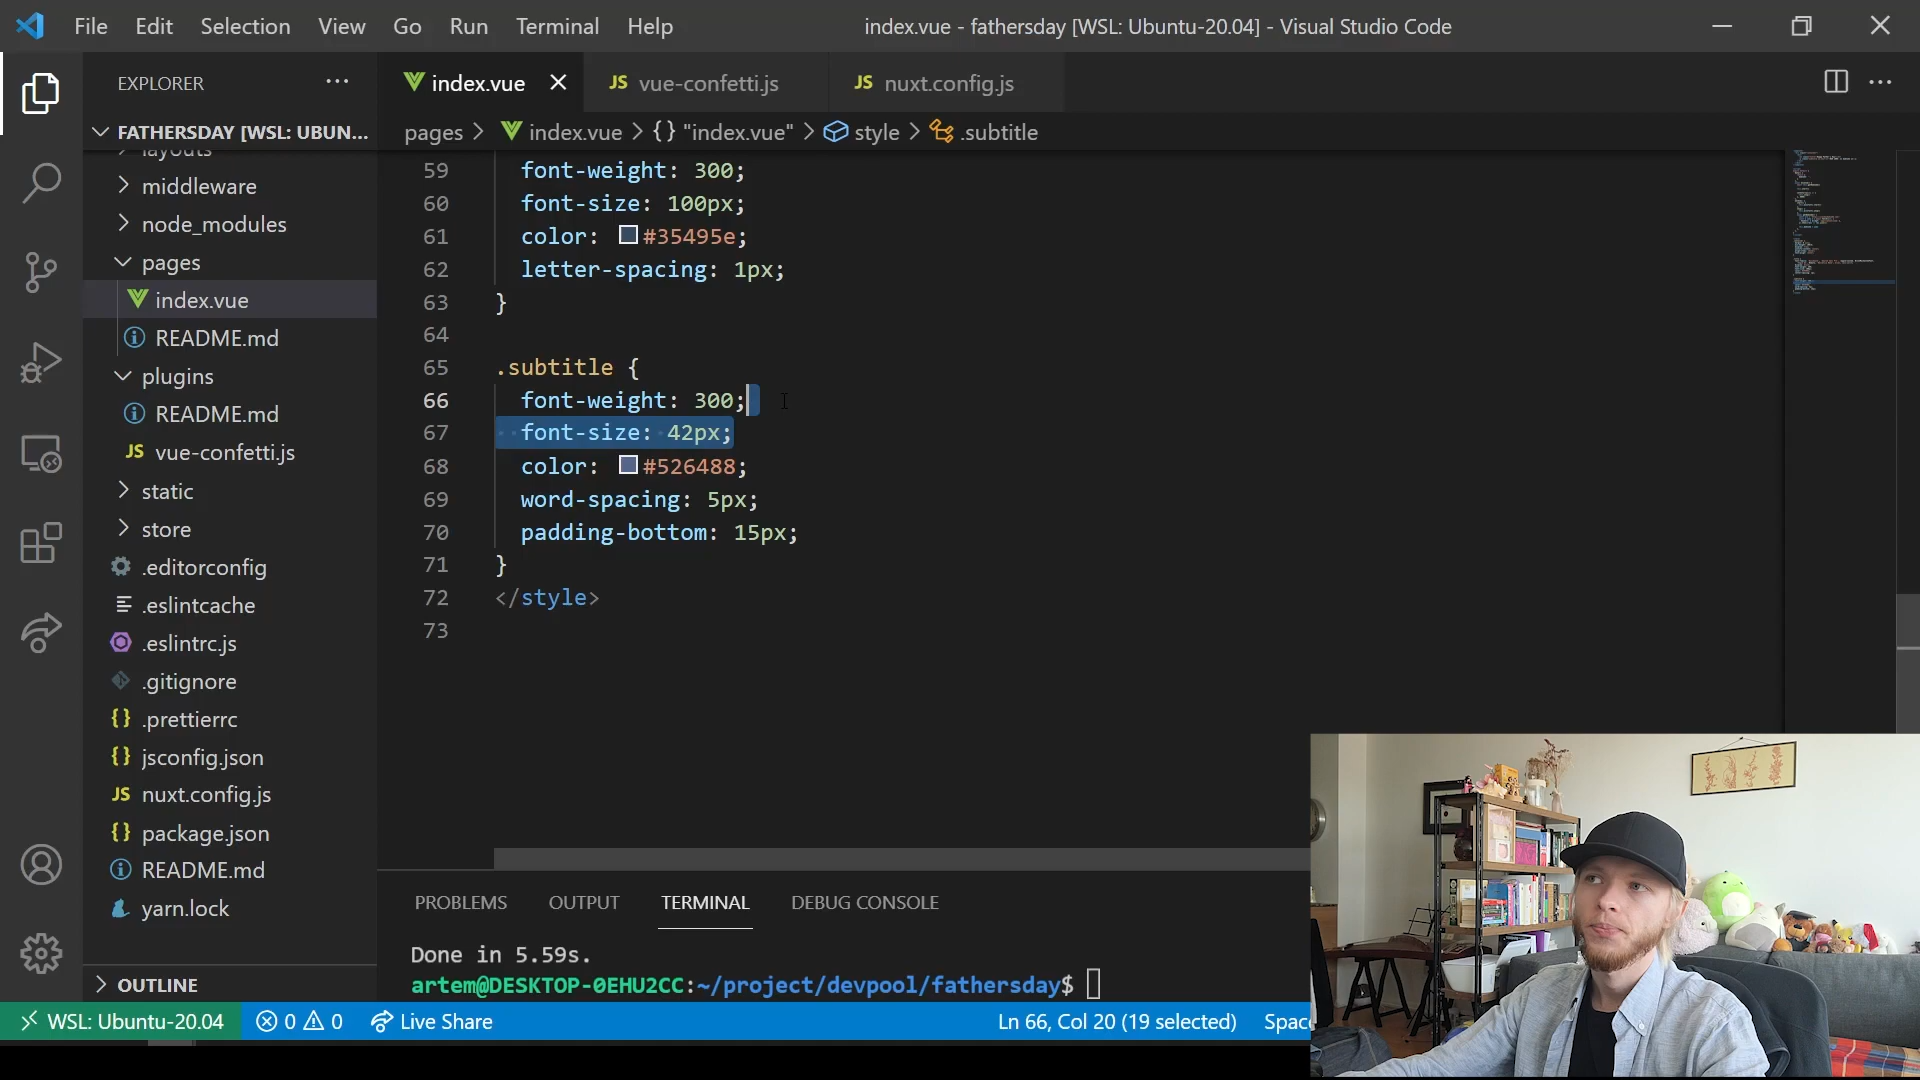 File Edit Selection View Go Run Terminal Help
index.vue - fathersday [WSL: Ubuntu-20.04] - Visual Studio Code
EXPLORER
index.vue
JS vue-confetti.js
JS nuxt.config.js
FATHERSDAY [WSL: UBUN...
pages > index.vue > {} "index.vue" > style > .subtitle
layouts
middleware
node_modules
pages
index.vue
README.md
plugins
README.md
JS vue-confetti.js
static
store
.editorconfig
.eslintcache
.eslintrc.js
.gitignore
{} .prettierrc
{} jsconfig.json
JS nuxt.config.js
{} package.json
README.md
yarn.lock
OUTLINE
59 font-weight: 300;
60 font-size: 100px;
61 color: #35495e;
62 letter-spacing: 1px;
63 }
64
65 .subtitle {
66 font-weight: 300;
67 font-size: 42px;
68 color: #526488;
69 word-spacing: 5px;
70 padding-bottom: 15px;
71 }
72 </style>
73
PROBLEMS OUTPUT TERMINAL DEBUG CONSOLE
Done in 5.59s.
artem@DESKTOP-0EHU2CC:~/project/devpool/fathersday$
WSL: Ubuntu-20.04 0 0 Live Share Ln 66, Col 20 (19 selected) Spac